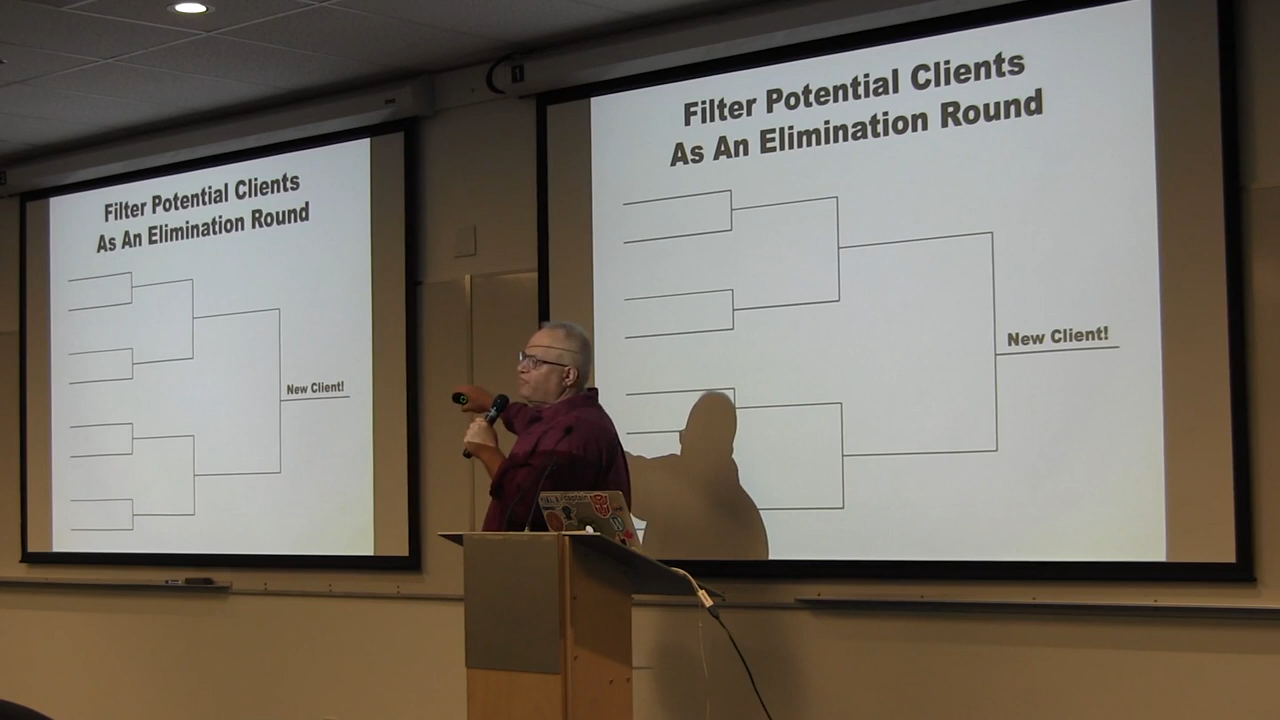 Filter Potential Clients
As An Elimination Round
New Client!
Filter Potential Clients
As An Elimination Round
New Client!